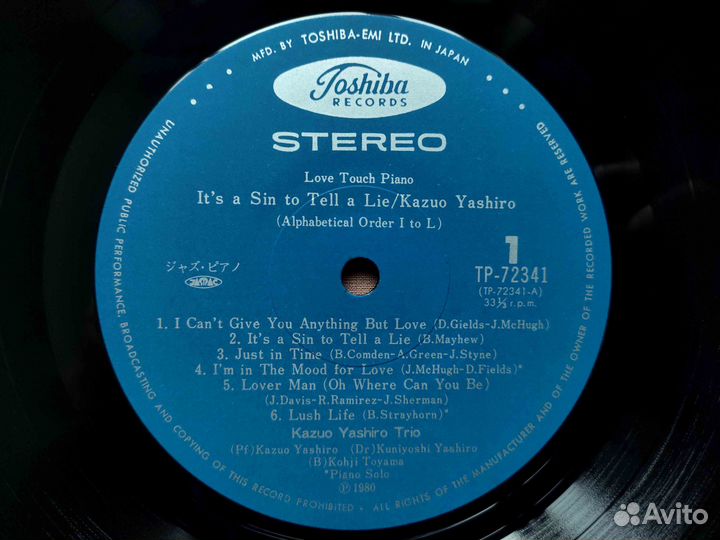 MFD. BY TOSHIBA-EMI LTD. IN JAPAN
Toshiba
RECORDS
STEREO
Love Touch Piano
It's a Sin to Tell a Lie/Kazuo Yashiro
(Alphabetical Order I to L)
1
ジャズ・ピアノ
JASRAC
TP-72341
(TP-72341-A)
33⅓ r.p.m.
1. I Can't Give You Anything But Love (D.Gields-J.McHugh)
2. It's a Sin to Tell a Lie (B.Mayhew)
3. Just in Time (B.Comden-A.Green-J.Styne)
4. I'm in The Mood for Love (J.McHugh-D.Fields)*
5. Lover Man (Oh Where Can You Be)
(J.Davis-R.Ramirez-J.Sherman)
6. Lush Life (B.Strayhorn)*
Kazuo Yashiro Trio
(Pf)Kazuo Yashiro (Dr)Kuniyoshi Yashiro
(B)Kohji Toyama
*Piano Solo
℗1980
UNAUTHORIZED PUBLIC PERFORMANCE, BROADCASTING AND COPYING OF THIS RECORD PROHIBITED • ALL RIGHTS OF THE MANUFACTURER AND OF THE OWNER OF THE RECORDED WORK ARE RESERVED
Avito